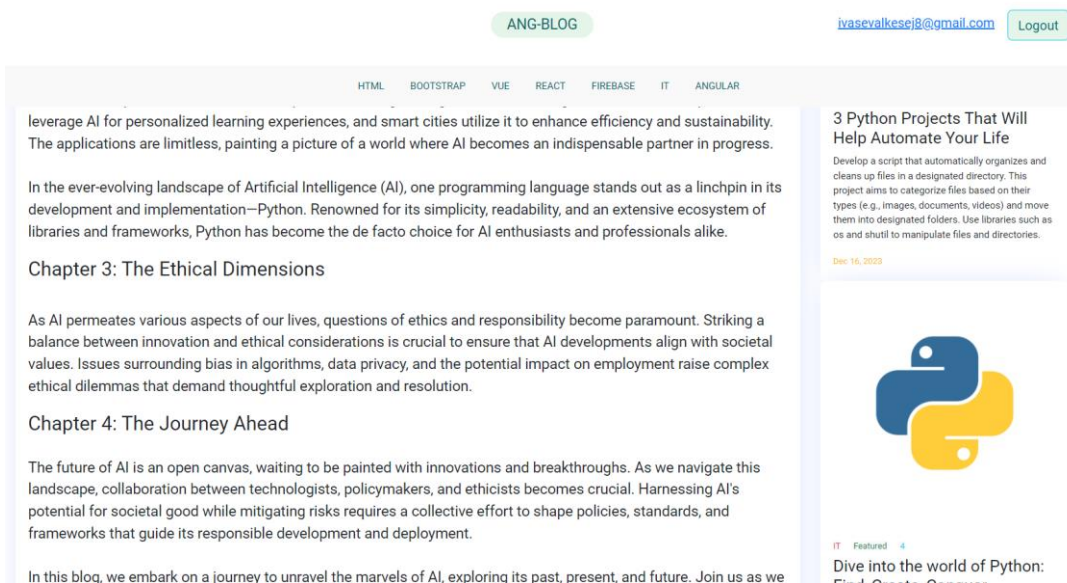 ANG-BLOG
ivasevalkesej8@gmail.com
Logout
HTML BOOTSTRAP VUE REACT FIREBASE IT ANGULAR
leverage AI for personalized learning experiences, and smart cities utilize it to enhance efficiency and sustainability.
The applications are limitless, painting a picture of a world where AI becomes an indispensable partner in progress.
In the ever-evolving landscape of Artificial Intelligence (AI), one programming language stands out as a linchpin in its
development and implementation—Python. Renowned for its simplicity, readability, and an extensive ecosystem of
libraries and frameworks, Python has become the de facto choice for AI enthusiasts and professionals alike.
Chapter 3: The Ethical Dimensions
As AI permeates various aspects of our lives, questions of ethics and responsibility become paramount. Striking a
balance between innovation and ethical considerations is crucial to ensure that AI developments align with societal
values. Issues surrounding bias in algorithms, data privacy, and the potential impact on employment raise complex
ethical dilemmas that demand thoughtful exploration and resolution.
Chapter 4: The Journey Ahead
The future of AI is an open canvas, waiting to be painted with innovations and breakthroughs. As we navigate this
landscape, collaboration between technologists, policymakers, and ethicists becomes crucial. Harnessing AI's
potential for societal good while mitigating risks requires a collective effort to shape policies, standards, and
frameworks that guide its responsible development and deployment.
In this blog, we embark on a journey to unravel the marvels of AI, exploring its past, present, and future. Join us as we
3 Python Projects That Will
Help Automate Your Life
Develop a script that automatically organizes and
cleans up files in a designated directory. This
project aims to categorize files based on their
types (e.g., images, documents, videos) and move
them into designated folders. Use libraries such as
os and shutil to manipulate files and directories.
Dec 16, 2023
IT Featured 4
Dive into the world of Python: